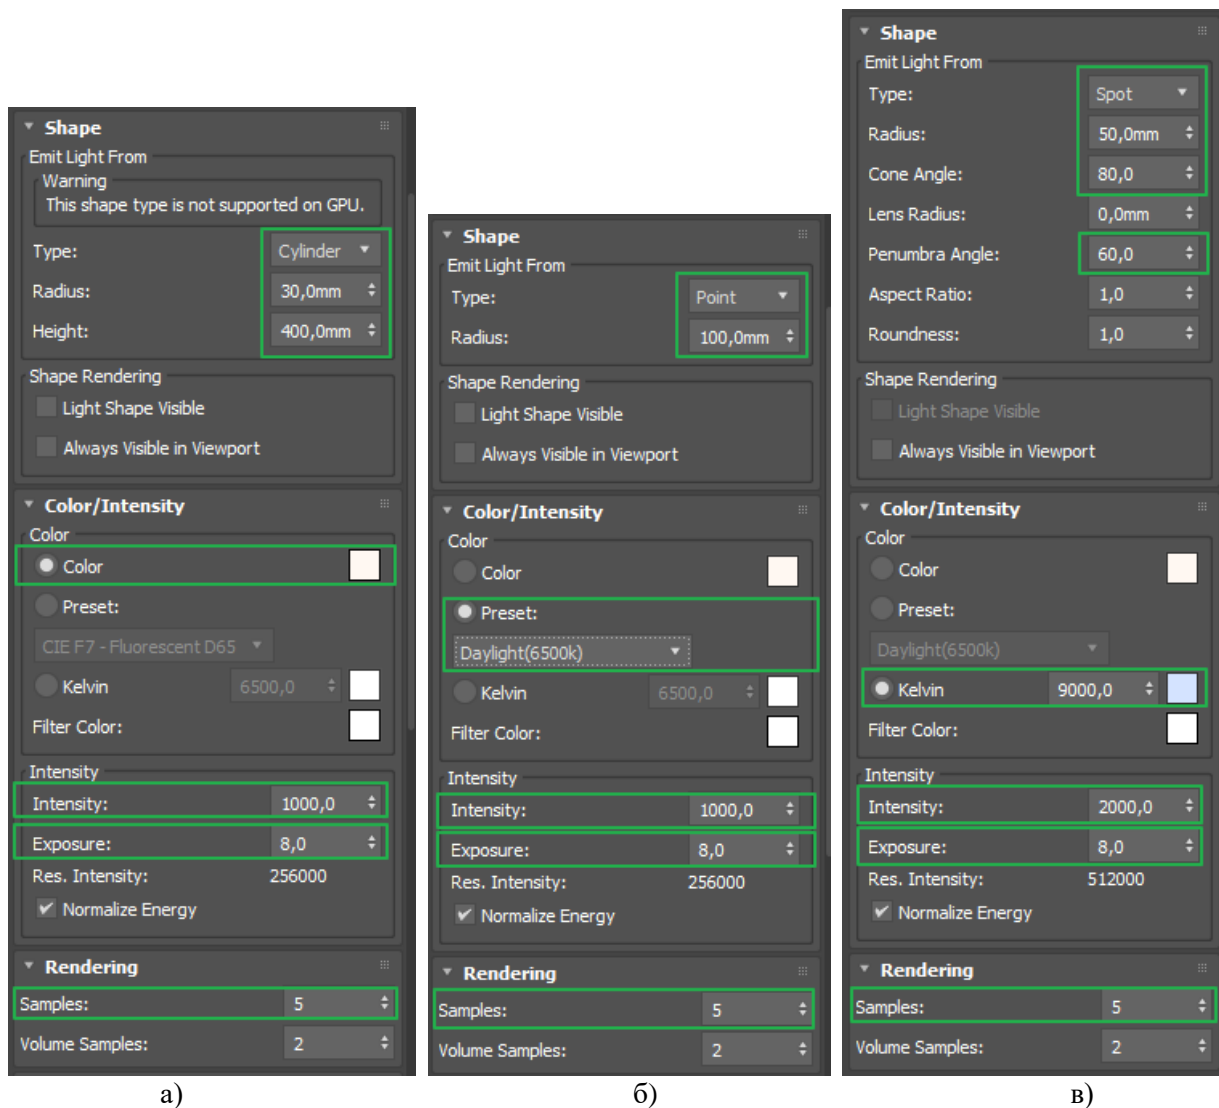 Shape
Emit Light From
Warning
This shape type is not supported on GPU.
Type: Cylinder
Radius: 30,0mm
Height: 400,0mm
Shape Rendering
Light Shape Visible
Always Visible in Viewport
Color/Intensity
Color
Color
Preset:
CIE F7 - Fluorescent D65
Kelvin 6500,0
Filter Color:
Intensity
Intensity: 1000,0
Exposure: 8,0
Res. Intensity: 256000
Normalize Energy
Rendering
Samples: 5
Volume Samples: 2
а)
Shape
Emit Light From
Type: Point
Radius: 100,0mm
Shape Rendering
Light Shape Visible
Always Visible in Viewport
Color/Intensity
Color
Color
Preset:
Daylight(6500k)
Kelvin 6500,0
Filter Color:
Intensity
Intensity: 1000,0
Exposure: 8,0
Res. Intensity: 256000
Normalize Energy
Rendering
Samples: 5
Volume Samples: 2
б)
Shape
Emit Light From
Type: Spot
Radius: 50,0mm
Cone Angle: 80,0
Lens Radius: 0,0mm
Penumbra Angle: 60,0
Aspect Ratio: 1,0
Roundness: 1,0
Shape Rendering
Light Shape Visible
Always Visible in Viewport
Color/Intensity
Color
Color
Preset:
Daylight(6500k)
Kelvin 9000,0
Filter Color:
Intensity
Intensity: 2000,0
Exposure: 8,0
Res. Intensity: 512000
Normalize Energy
Rendering
Samples: 5
Volume Samples: 2
в)